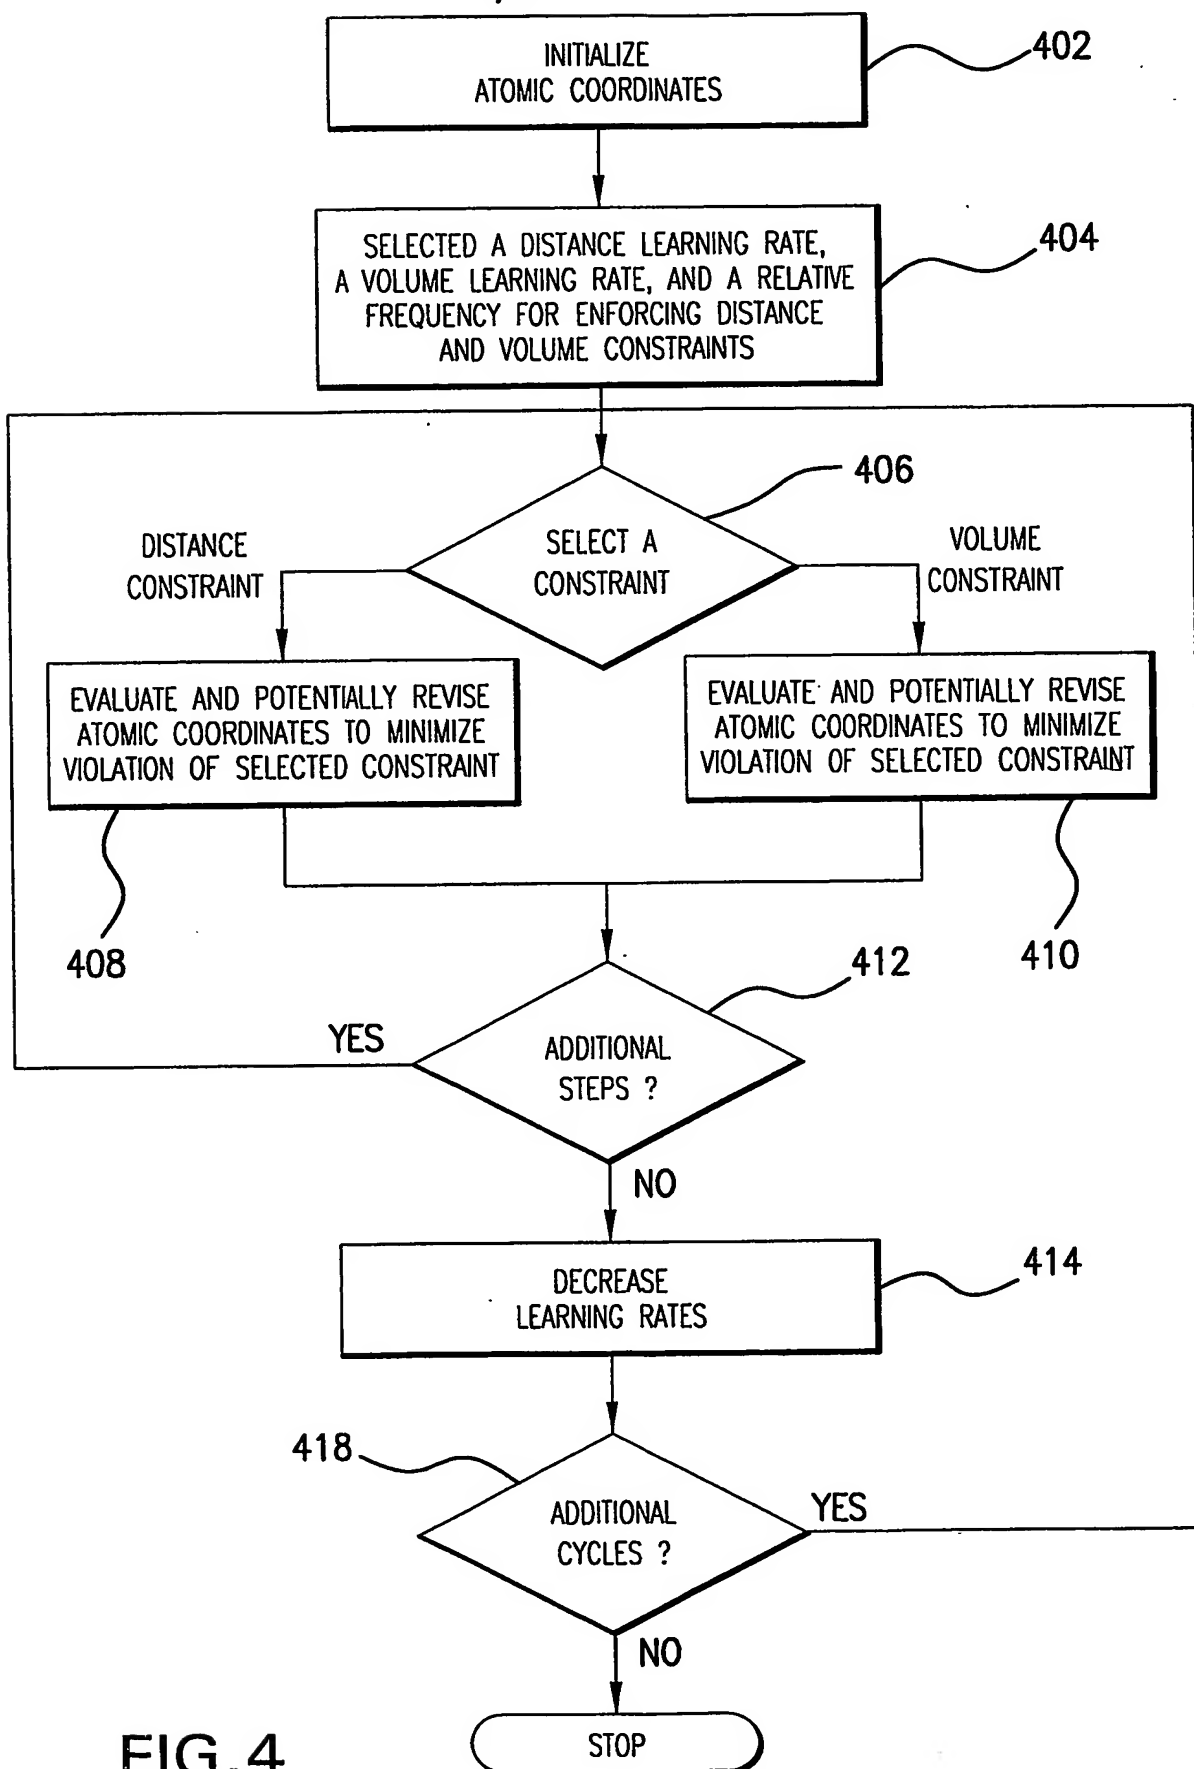 INITIALIZE
ATOMIC COORDINATES
402
SELECTED A DISTANCE LEARNING RATE,
A VOLUME LEARNING RATE, AND A RELATIVE
FREQUENCY FOR ENFORCING DISTANCE
AND VOLUME CONSTRAINTS
404
406
SELECT A
CONSTRAINT
DISTANCE
CONSTRAINT
VOLUME
CONSTRAINT
EVALUATE AND POTENTIALLY REVISE
ATOMIC COORDINATES TO MINIMIZE
VIOLATION OF SELECTED CONSTRAINT
408
EVALUATE AND POTENTIALLY REVISE
ATOMIC COORDINATES TO MINIMIZE
VIOLATION OF SELECTED CONSTRAINT
410
412
YES
ADDITIONAL
STEPS ?
NO
DECREASE
LEARNING RATES
414
418
ADDITIONAL
CYCLES ?
YES
NO
STOP
FIG.4